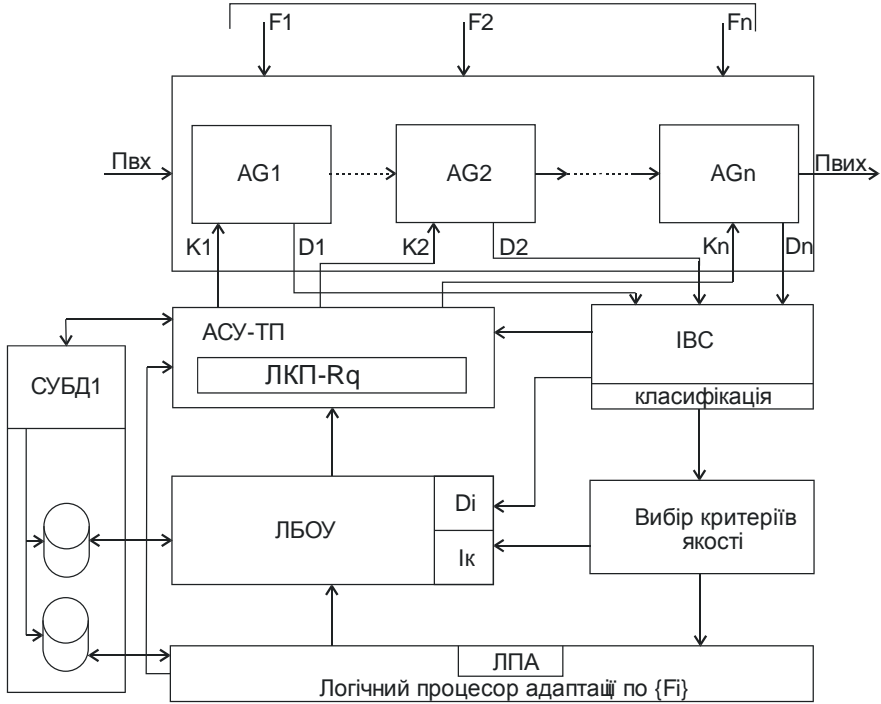 F1
F2
Fn
Пвх
AG1
AG2
AGn
Пвих
K1
D1
K2
D2
Kn
Dn
АСУ-ТП
ІВС
ЛКП-Rq
СУБД1
класифікація
ЛБОУ
Di
Вибір критеріїв
якості
Iк
ЛПА
Логічний процесор адаптації по {Fi}